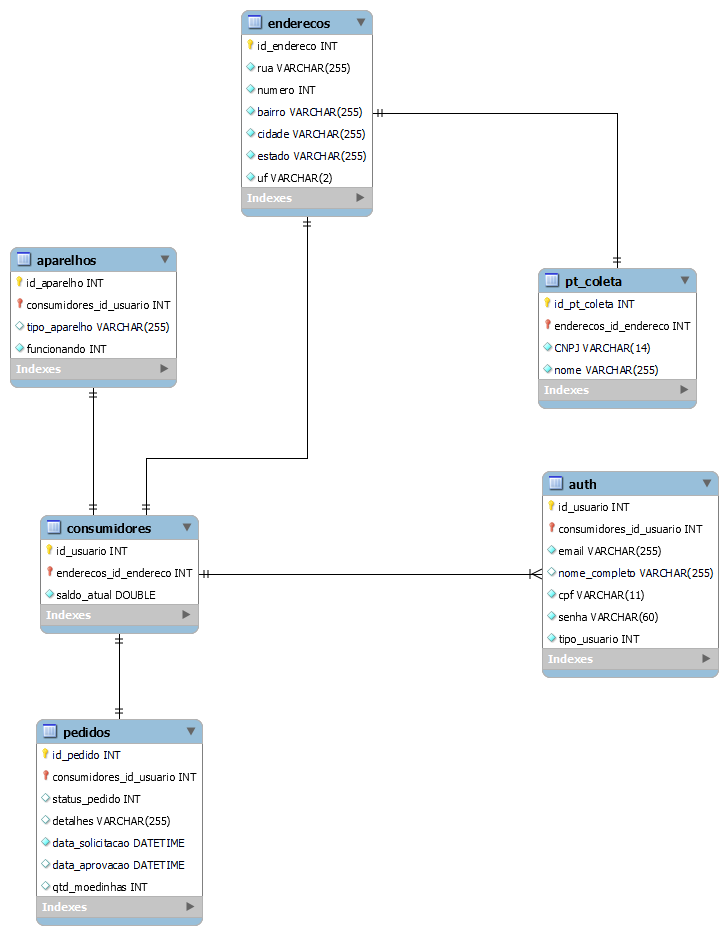 enderecos
id_endereco INT
rua VARCHAR(255)
numero INT
bairro VARCHAR(255)
cidade VARCHAR(255)
estado VARCHAR(255)
uf VARCHAR(2)
Indexes
aparelhos
id_aparelho INT
consumidores_id_usuario INT
tipo_aparelho VARCHAR(255)
funcionando INT
Indexes
pt_coleta
id_pt_coleta INT
enderecos_id_endereco INT
CNPJ VARCHAR(14)
nome VARCHAR(255)
Indexes
auth
id_usuario INT
consumidores_id_usuario INT
email VARCHAR(255)
nome_completo VARCHAR(255)
cpf VARCHAR(11)
senha VARCHAR(60)
tipo_usuario INT
Indexes
consumidores
id_usuario INT
enderecos_id_endereco INT
saldo_atual DOUBLE
Indexes
pedidos
id_pedido INT
consumidores_id_usuario INT
status_pedido INT
detalhes VARCHAR(255)
data_solicitacao DATETIME
data_aprovacao DATETIME
qtd_moedinhas INT
Indexes